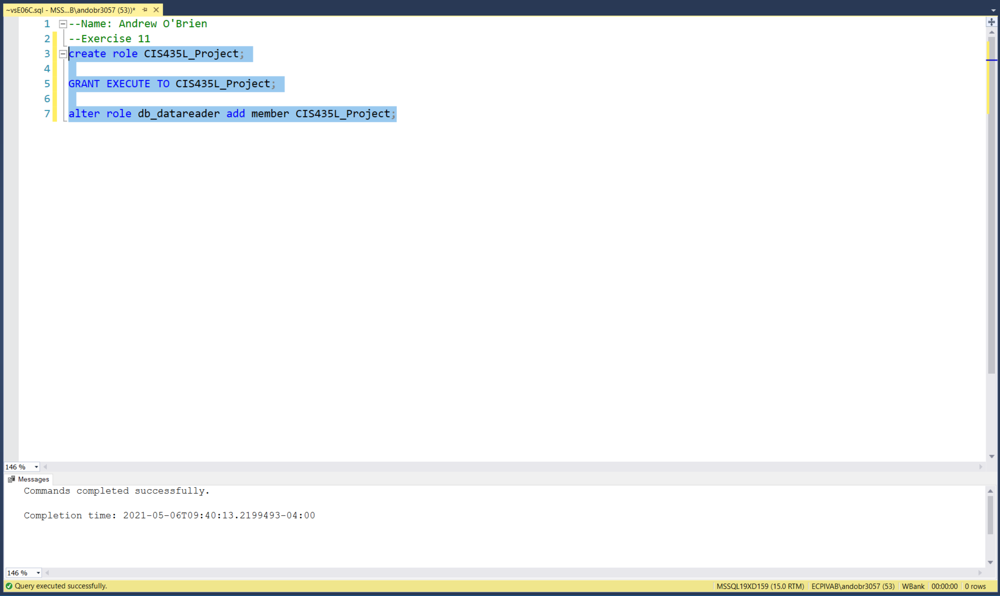 ~vsE06C.sql - MSS...B\andobr3057 (53))*
1 --Name: Andrew O'Brien
2 --Exercise 11
3 create role CIS435L_Project;
4
5 GRANT EXECUTE TO CIS435L_Project;
6
7 alter role db_datareader add member CIS435L_Project;
146 %
Messages
Commands completed successfully.
Completion time: 2021-05-06T09:40:13.2199493-04:00
146 %
Query executed successfully. MSSQL19XD159 (15.0 RTM) ECPIVAB\andobr3057 (53) WBank 00:00:00 0 rows